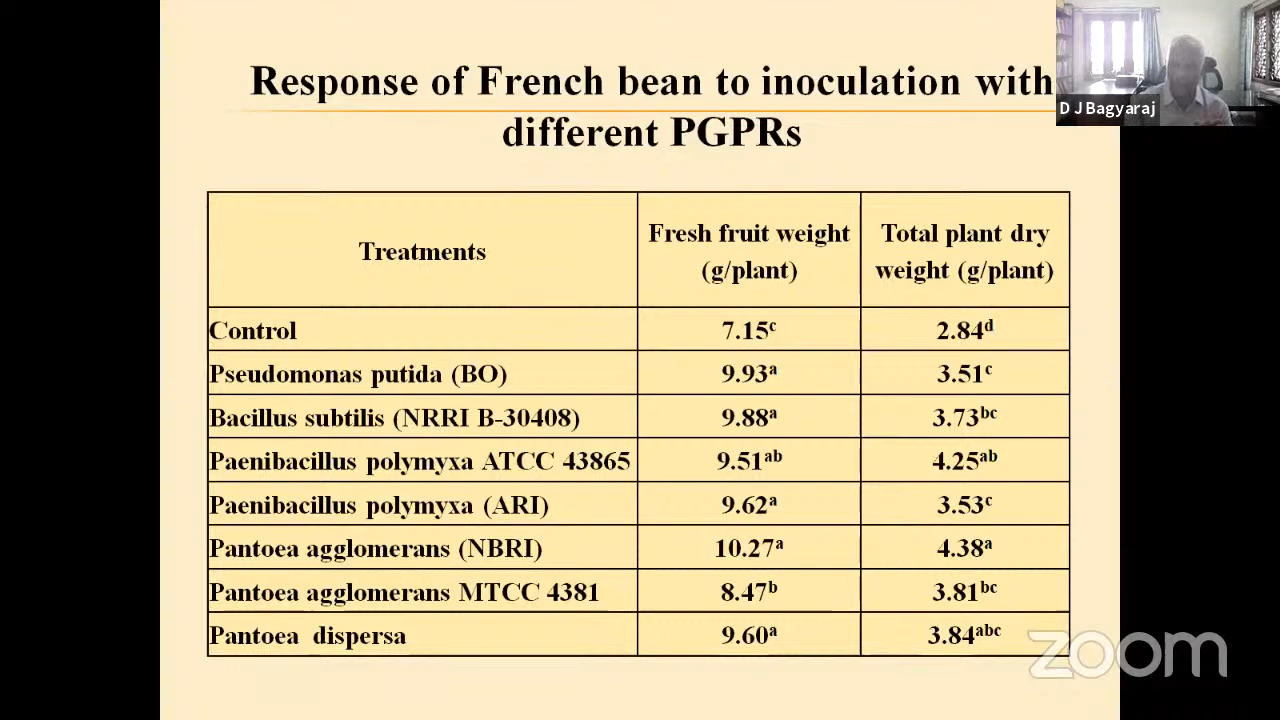 Response of French bean to inoculation with
different PGPRs
D J Bagyaraj
Treatments
Fresh fruit weight
(g/plant)
Total plant dry
weight (g/plant)
Control 7.15ᶜ 2.84ᵈ
Pseudomonas putida (BO) 9.93ᵃ 3.51ᶜ
Bacillus subtilis (NRRI B-30408) 9.88ᵃ 3.73ᵇᶜ
Paenibacillus polymyxa ATCC 43865 9.51ᵃᵇ 4.25ᵃᵇ
Paenibacillus polymyxa (ARI) 9.62ᵃ 3.53ᶜ
Pantoea agglomerans (NBRI) 10.27ᵃ 4.38ᵃ
Pantoea agglomerans MTCC 4381 8.47ᵇ 3.81ᵇᶜ
Pantoea dispersa 9.60ᵃ 3.84ᵃᵇᶜ
zoom